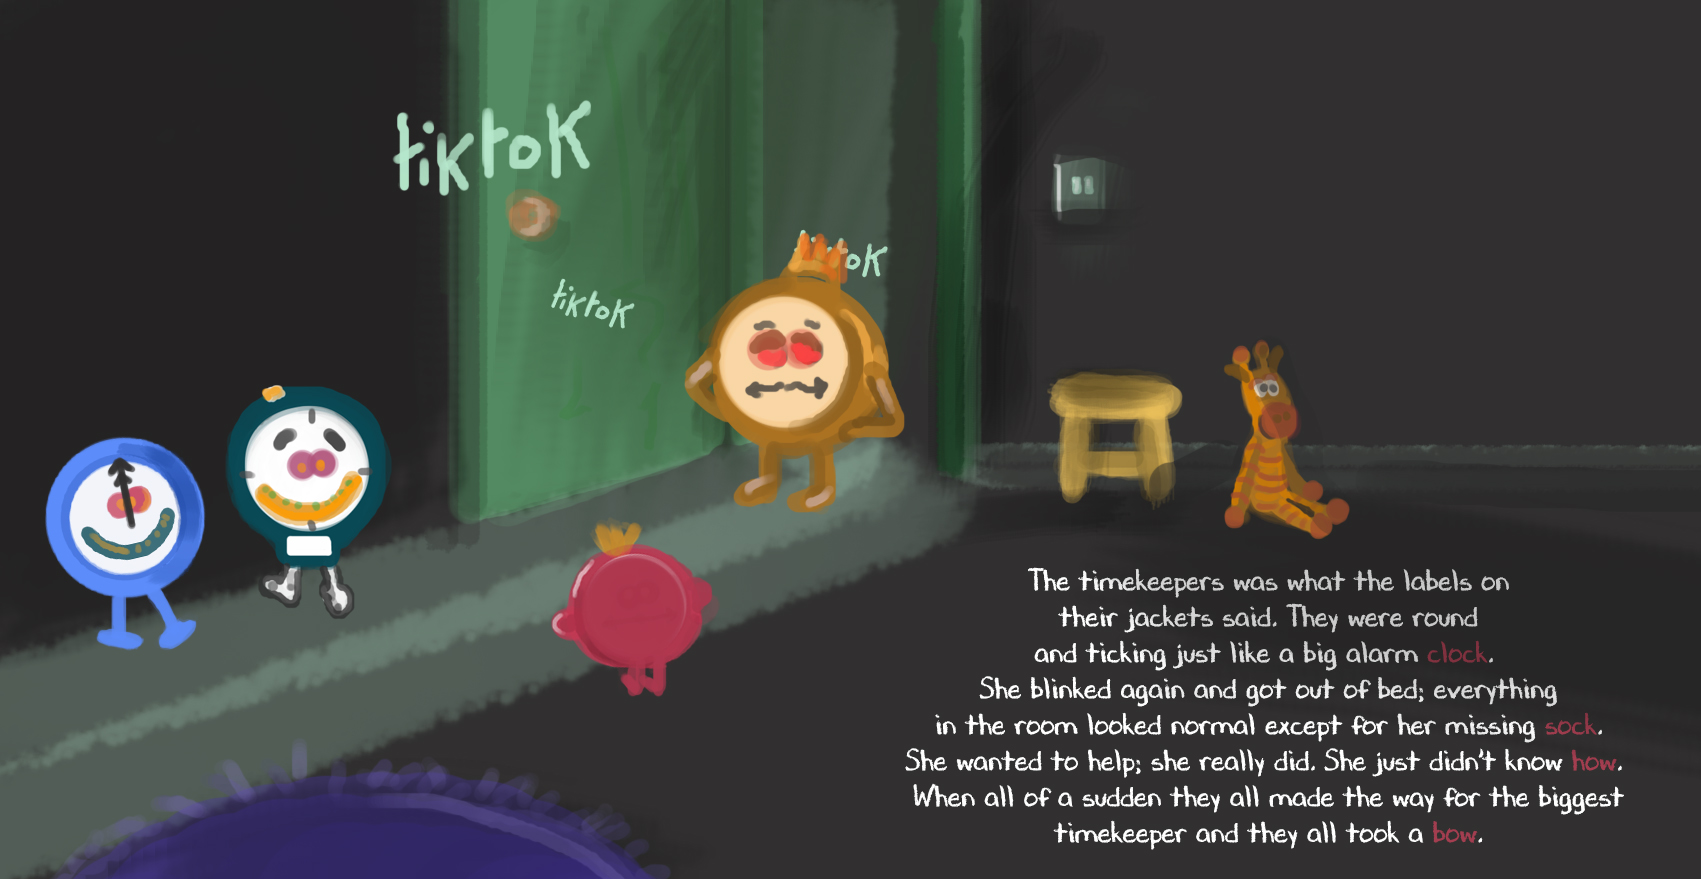 tiktok
tok
tiktok
The timekeepers was what the labels on
their jackets said. They were round
and ticking just like a big alarm clock.
She blinked again and got out of bed; everything
in the room looked normal except for her missing sock.
She wanted to help; she really did. She just didn't know how.
When all of a sudden they all made the way for the biggest
timekeeper and they all took a bow.